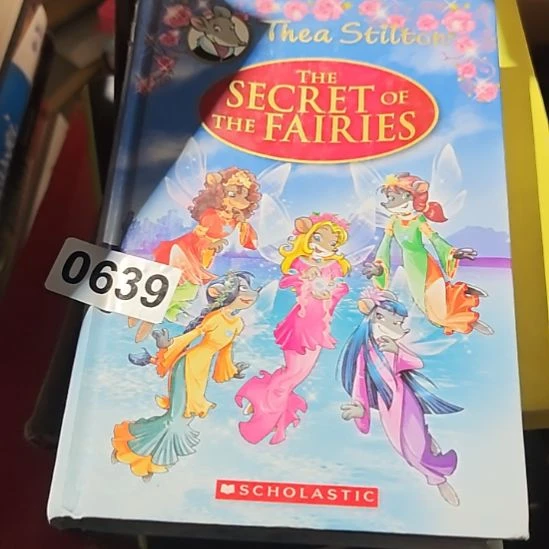 Thea Stilton
THE
SECRET OF
THE FAIRIES
0639
SCHOLASTIC